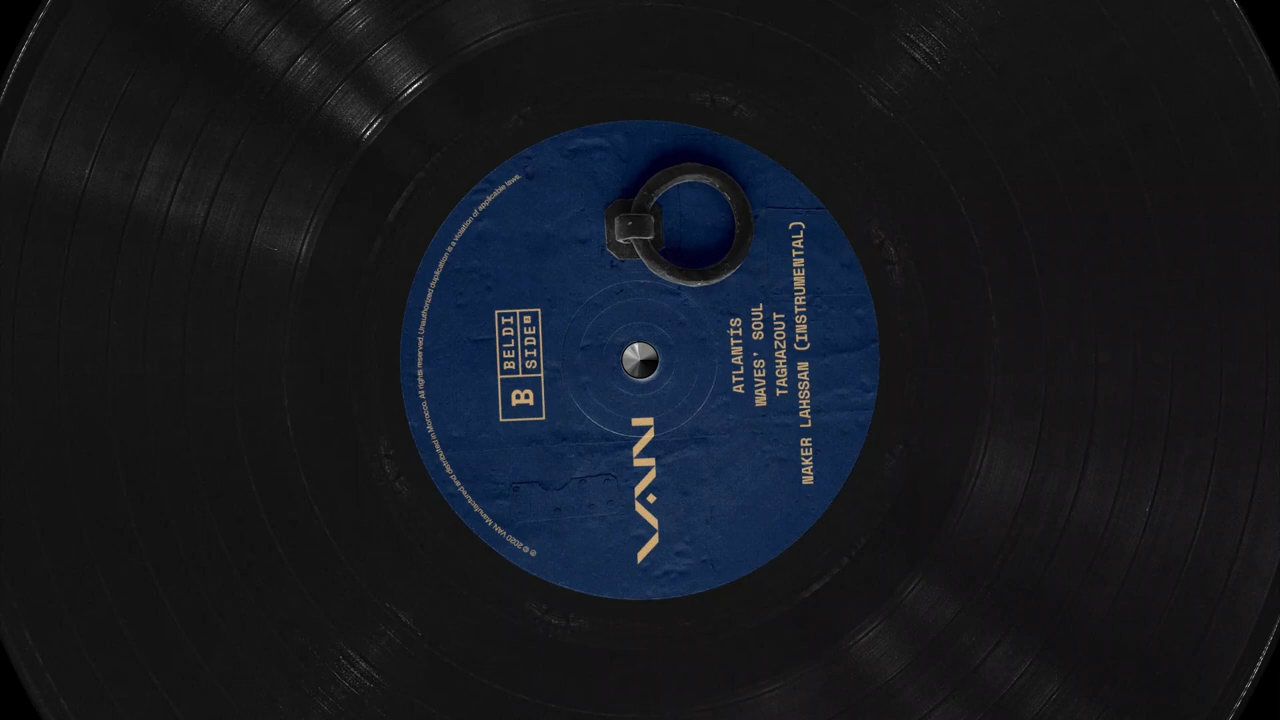 ℗ © 2020 VAN. Manufactured and distributed in Morocco. All rights reserved. Unauthorized duplication is a violation of applicable laws.
B
BELDI
SIDE
VAN
ATLANTÍS
WAVES' SOUL
TAGHAZOUT
NAKER LAHSSAN (INSTRUMENTAL)